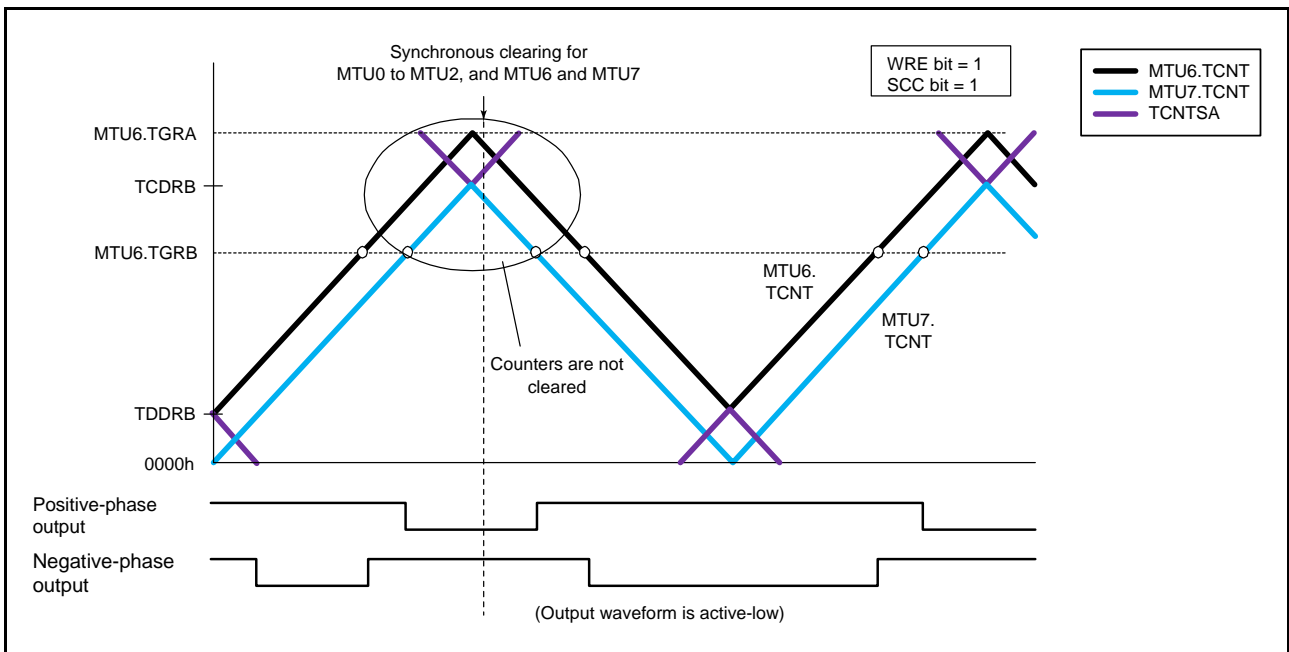 Synchronous clearing for
MTU0 to MTU2, and MTU6 and MTU7
WRE bit = 1
SCC bit = 1
MTU6.TCNT
MTU7.TCNT
TCNTSA
MTU6.TGRA
TCDRB
MTU6.TGRB
MTU6.
TCNT
MTU7.
TCNT
Counters are not
cleared
TDDRB
0000h
Positive-phase
output
Negative-phase
output
(Output waveform is active-low)